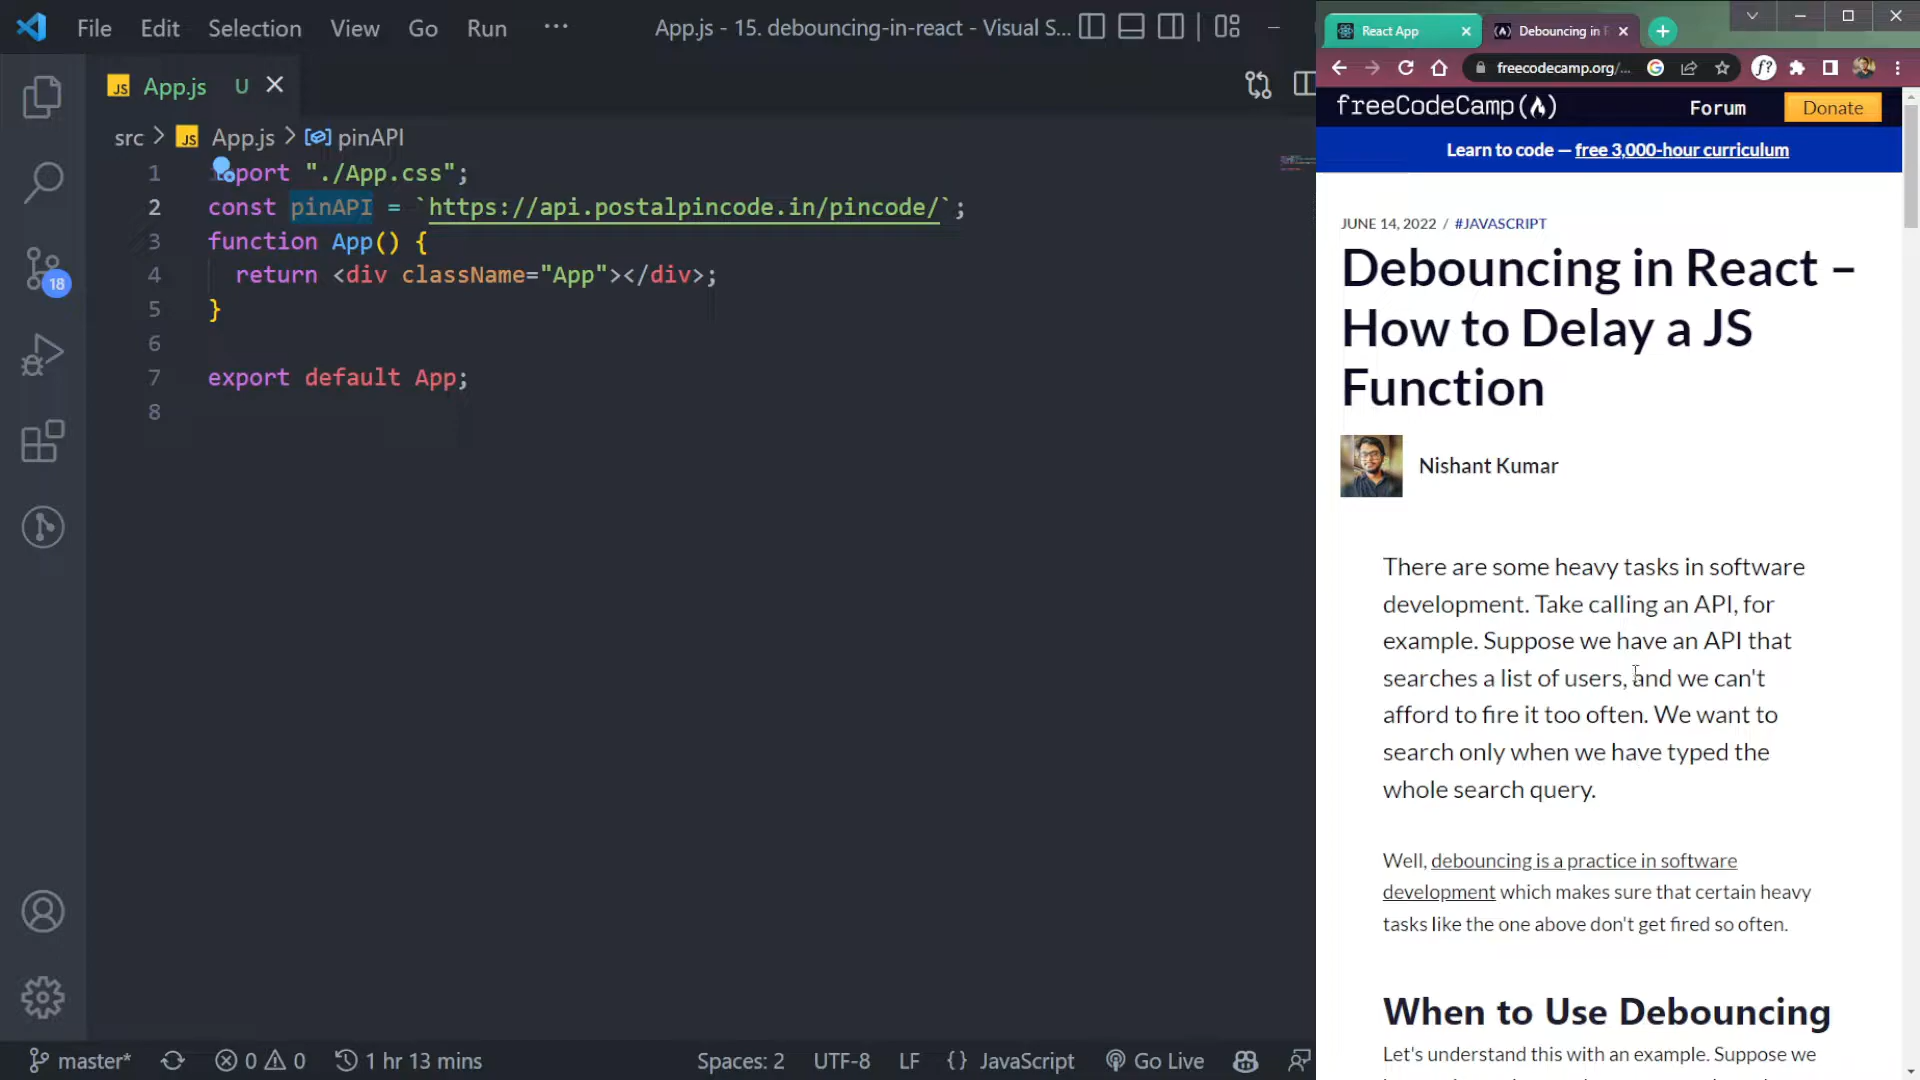 File Edit Selection View Go Run ··· App.js - 15. debouncing-in-react - Visual S...
JS App.js U
src > JS App.js > pinAPI
1 port "./App.css";
2 const pinAPI = `https://api.postalpincode.in/pincode/`;
3 function App() {
4 return <div className="App"></div>;
5 }
6
7 export default App;
8
18
master* 0 0 1 hr 13 mins Spaces: 2 UTF-8 LF {} JavaScript Go Live
React App Debouncing in
freecodecamp.org/...
freeCodeCamp Forum Donate
Learn to code — free 3,000-hour curriculum
JUNE 14, 2022 / #JAVASCRIPT
Debouncing in React –
How to Delay a JS
Function
Nishant Kumar
There are some heavy tasks in software
development. Take calling an API, for
example. Suppose we have an API that
searches a list of users, and we can't
afford to fire it too often. We want to
search only when we have typed the
whole search query.
Well, debouncing is a practice in software
development which makes sure that certain heavy
tasks like the one above don't get fired so often.
When to Use Debouncing
Let's understand this with an example. Suppose we